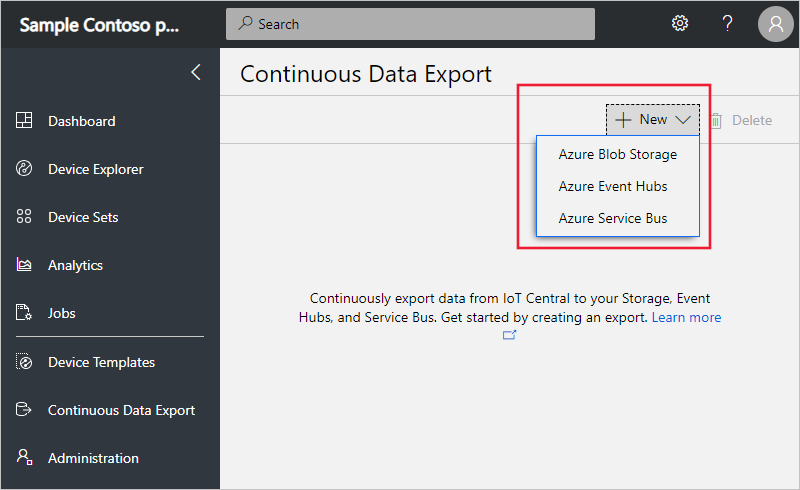 Sample Contoso p...
Search
?
Continuous Data Export
New
Delete
Azure Blob Storage
Azure Event Hubs
Azure Service Bus
Dashboard
Device Explorer
Device Sets
Analytics
Jobs
Device Templates
Continuous Data Export
Administration
Continuously export data from IoT Central to your Storage, Event
Hubs, and Service Bus. Get started by creating an export. Learn more